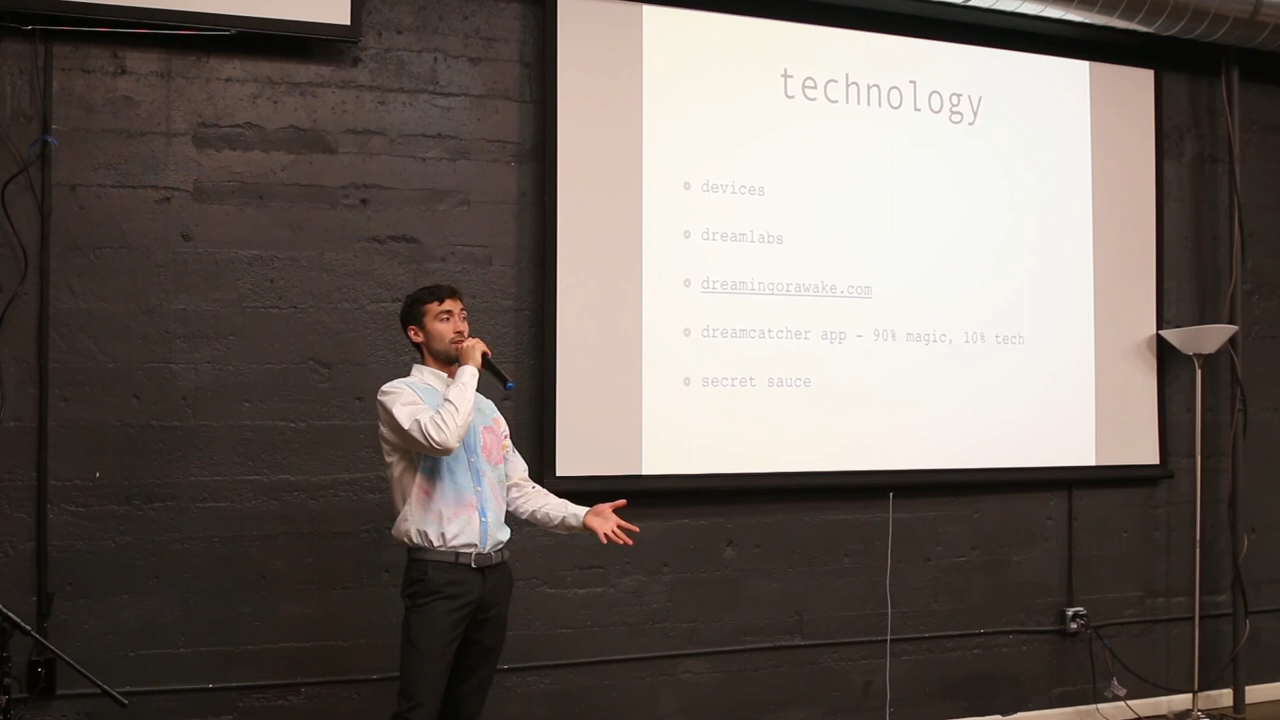 technology
devices
dreamlabs
dreamingorawake.com
dreamcatcher app – 90% magic, 10% tech
secret sauce